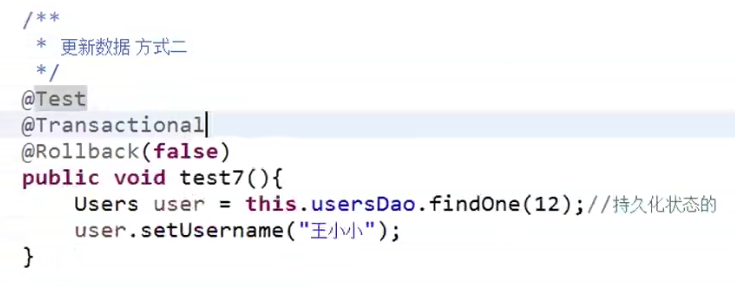 /**
 * 更新数据 方式二
 */
@Test
@Transactional
@Rollback(false)
public void test7(){
    Users user = this.usersDao.findOne(12);//持久化状态的
    user.setUsername("王小小");
}